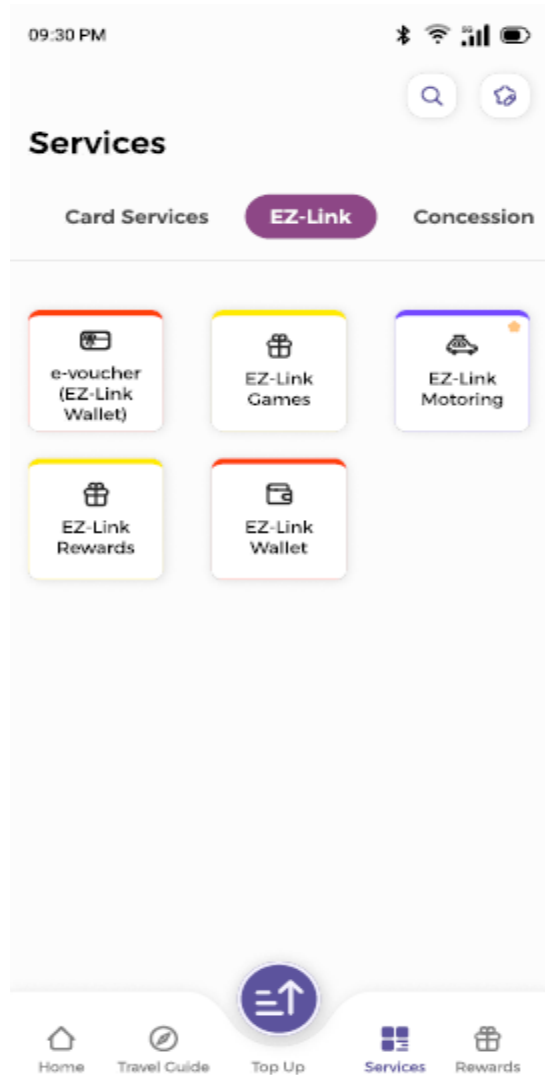 09:30 PM
Services
Card Services EZ-Link Concession
e-voucher
(EZ-Link
Wallet)
EZ-Link
Games
EZ-Link
Motoring
EZ-Link
Rewards
EZ-Link
Wallet
Home Travel Guide Top Up Services Rewards